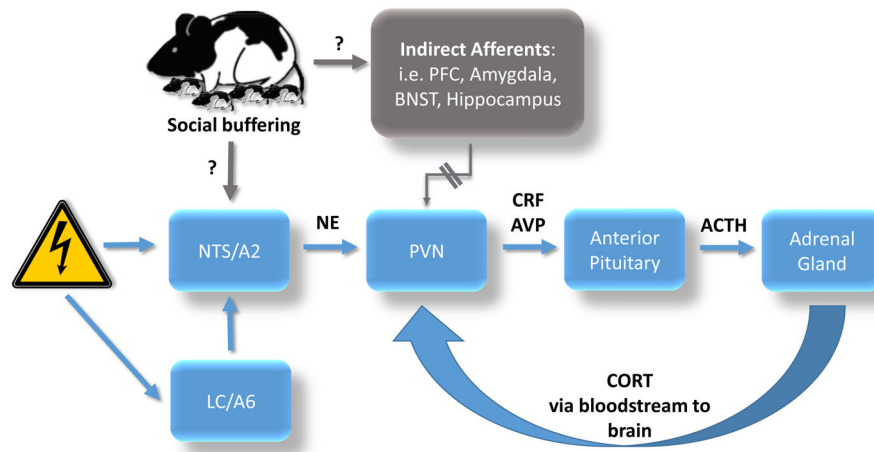 ?
Indirect Afferents:
i.e. PFC, Amygdala,
BNST, Hippocampus
Social buffering
?
NTS/A2
NE
PVN
CRF
AVP
Anterior
Pituitary
ACTH
Adrenal
Gland
LC/A6
CORT
via bloodstream to
brain